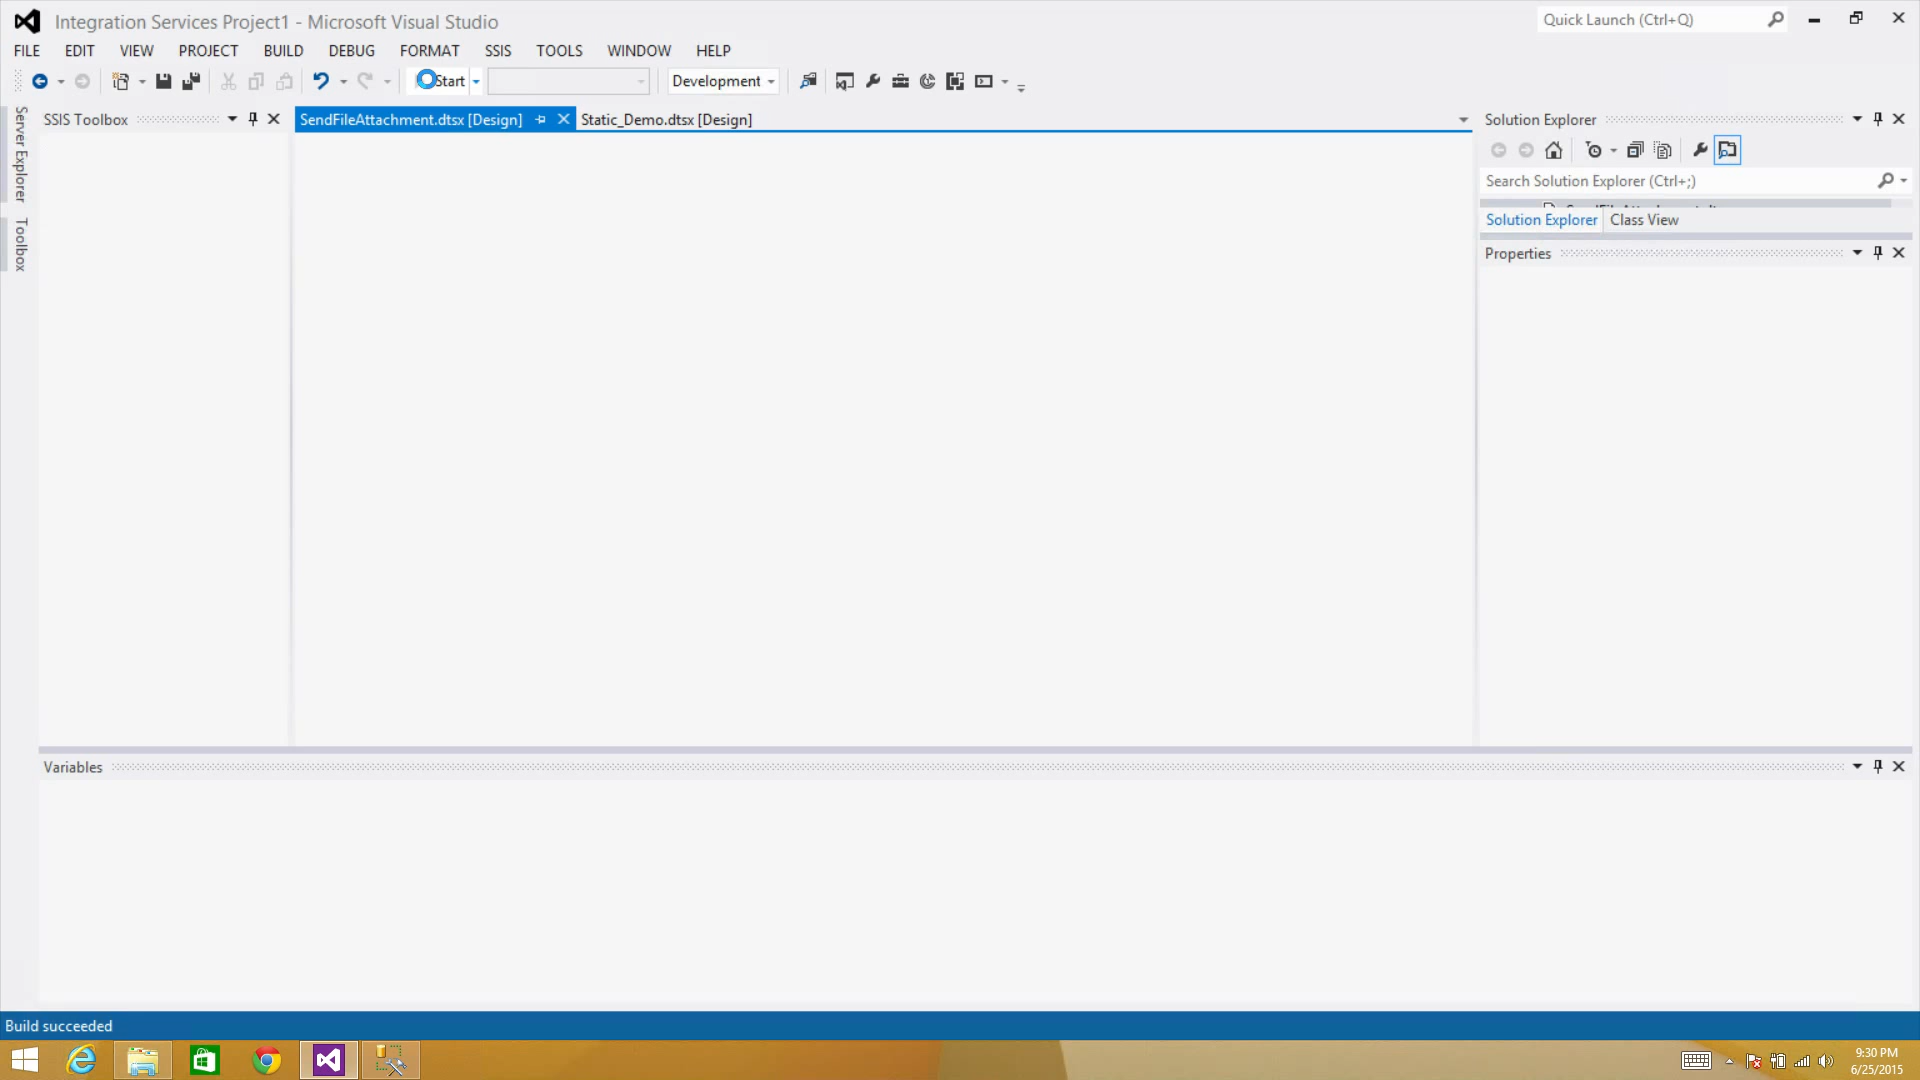 Integration Services Project1 - Microsoft Visual Studio
Quick Launch (Ctrl+Q)
FILE EDIT VIEW PROJECT BUILD DEBUG FORMAT SSIS TOOLS WINDOW HELP
Start
Development
Server Explorer
Toolbox
SSIS Toolbox
SendFileAttachment.dtsx [Design]
Static_Demo.dtsx [Design]
Solution Explorer
Search Solution Explorer (Ctrl+;)
Solution Explorer Class View
Properties
Variables
Build succeeded
9:30 PM
6/25/2015